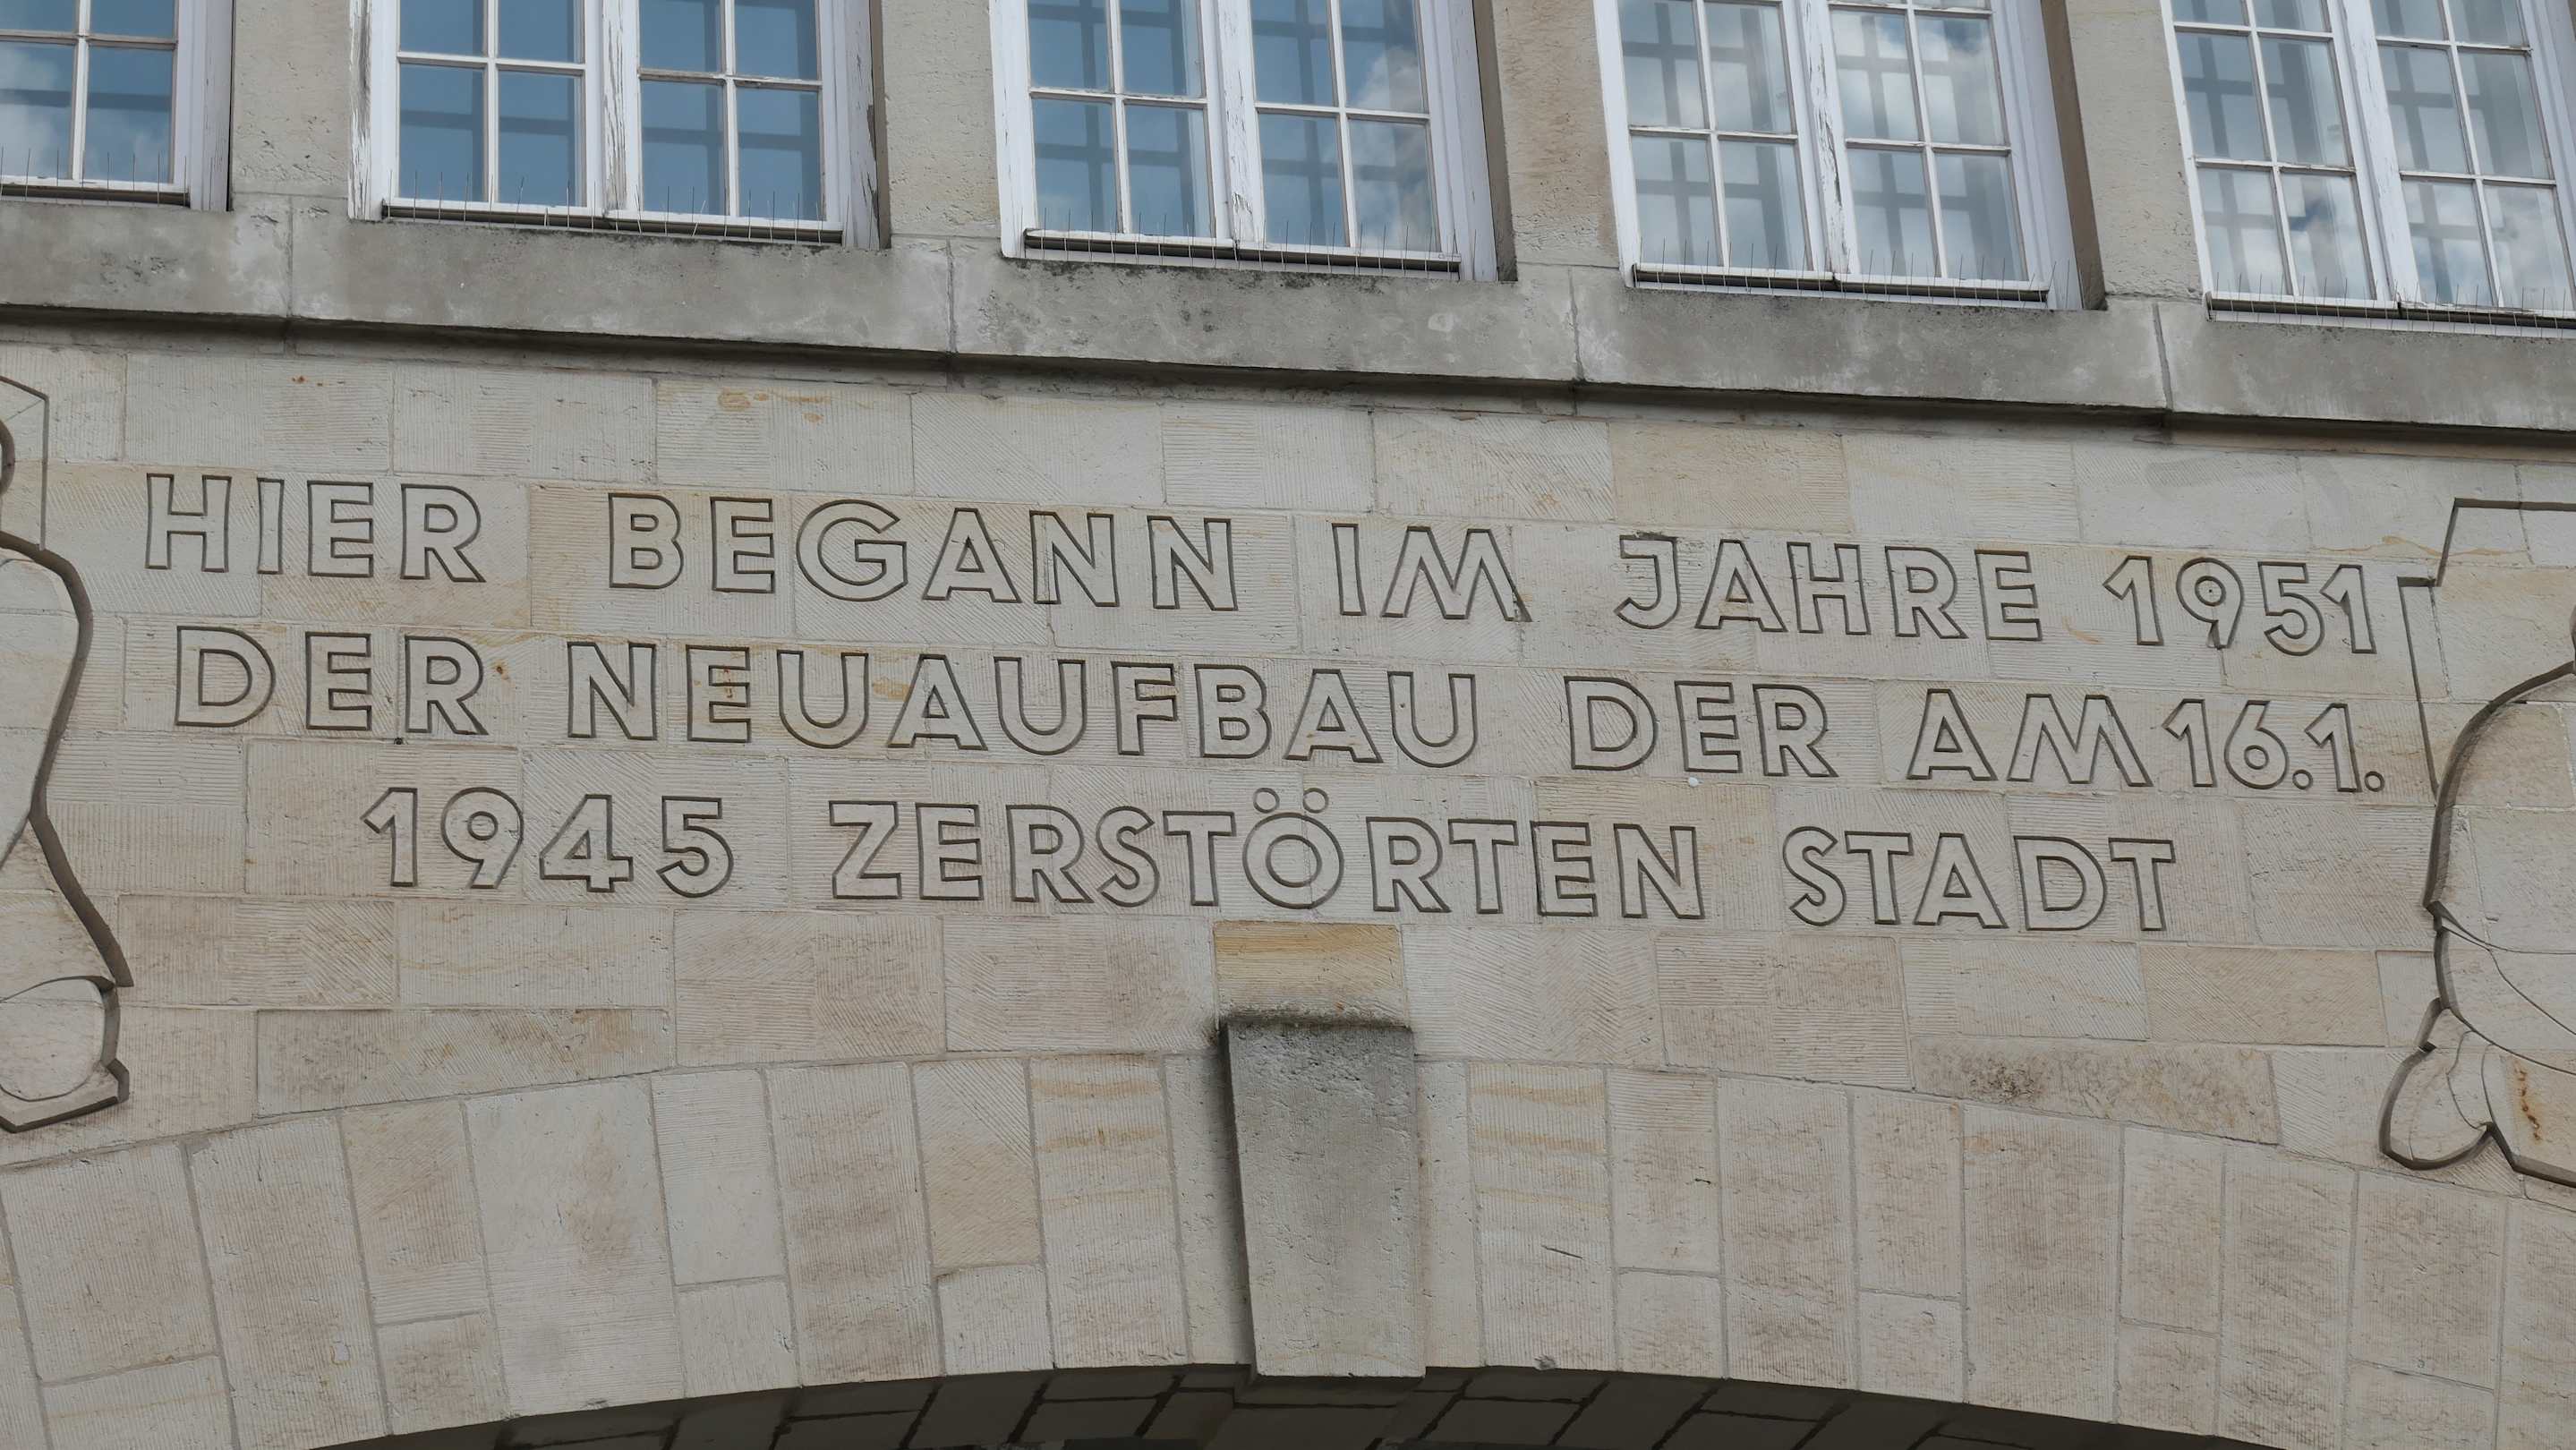 HIER BEGANN IM JAHRE 1951
DER NEUAUFBAU DER AM 16.1.
1945 ZERSTÖRTEN STADT